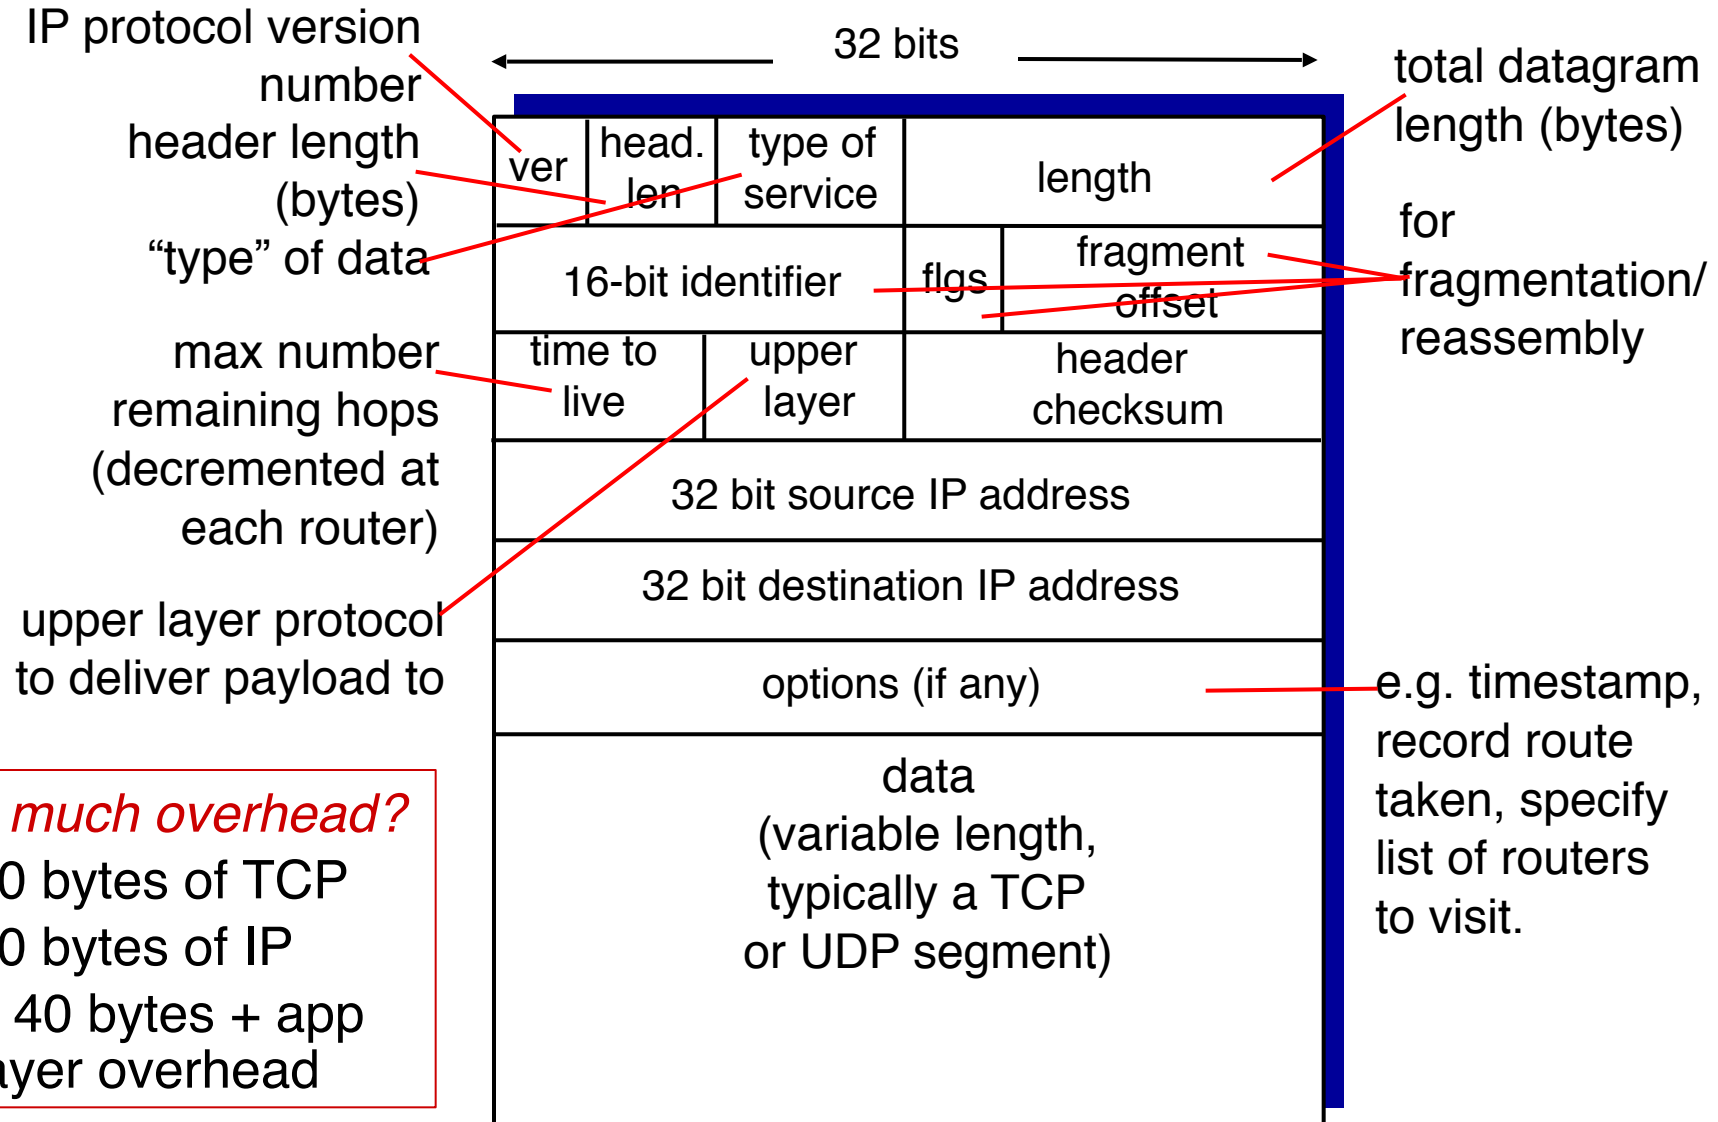 IP protocol version
number
header length
(bytes)
“type” of data
max number
remaining hops
(decremented at
each router)
upper layer protocol
to deliver payload to
much overhead?
0 bytes of TCP
0 bytes of IP
40 bytes + app
ayer overhead
32 bits
ver
head.
len
type of
service
length
16-bit identifier
flgs
fragment
offset
time to
live
upper
layer
header
checksum
32 bit source IP address
32 bit destination IP address
options (if any)
data
(variable length,
typically a TCP
or UDP segment)
total datagram
length (bytes)
for
fragmentation/
reassembly
e.g. timestamp,
record route
taken, specify
list of routers
to visit.